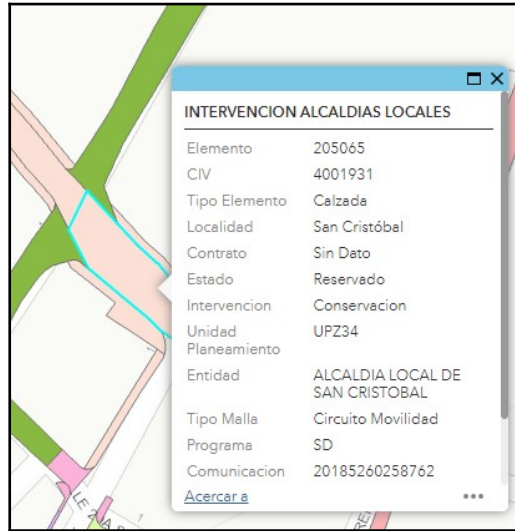 INTERVENCION ALCALDIAS LOCALES
Elemento 205065
CIV 4001931
Tipo Elemento Calzada
Localidad San Cristóbal
Contrato Sin Dato
Estado Reservado
Intervencion Conservacion
Unidad Planeamiento UPZ34
Entidad ALCALDIA LOCAL DE
SAN CRISTOBAL
Tipo Malla Circuito Movilidad
Programa SD
Comunicacion 20185260258762
Acercar a